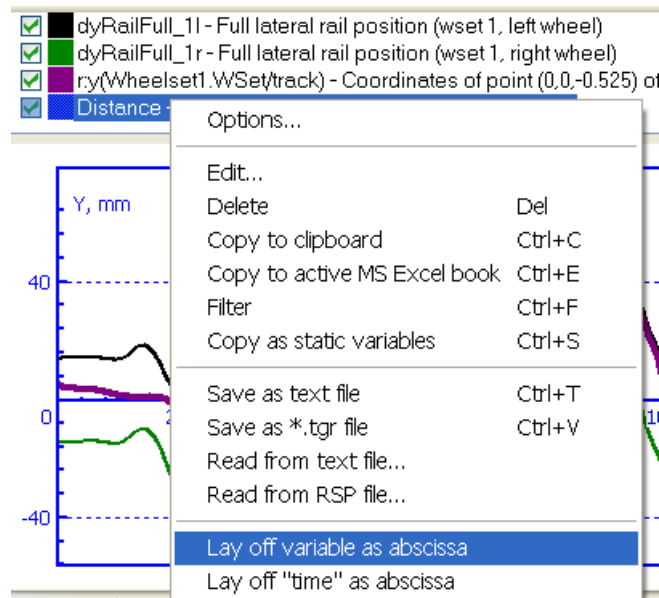 dyRailFull_1l - Full lateral rail position (wset 1, left wheel)
dyRailFull_1r - Full lateral rail position (wset 1, right wheel)
r:y(Wheelset1.WSet/track) - Coordinates of point (0,0,-0.525) of
Distance -
Options...
Edit...
Delete Del
Copy to clipboard Ctrl+C
Copy to active MS Excel book Ctrl+E
Filter Ctrl+F
Copy as static variables Ctrl+S
Save as text file Ctrl+T
Save as *.tgr file Ctrl+V
Read from text file...
Read from RSP file...
Lay off variable as abscissa
Lay off "time" as abscissa
Y, mm
40
0
-40